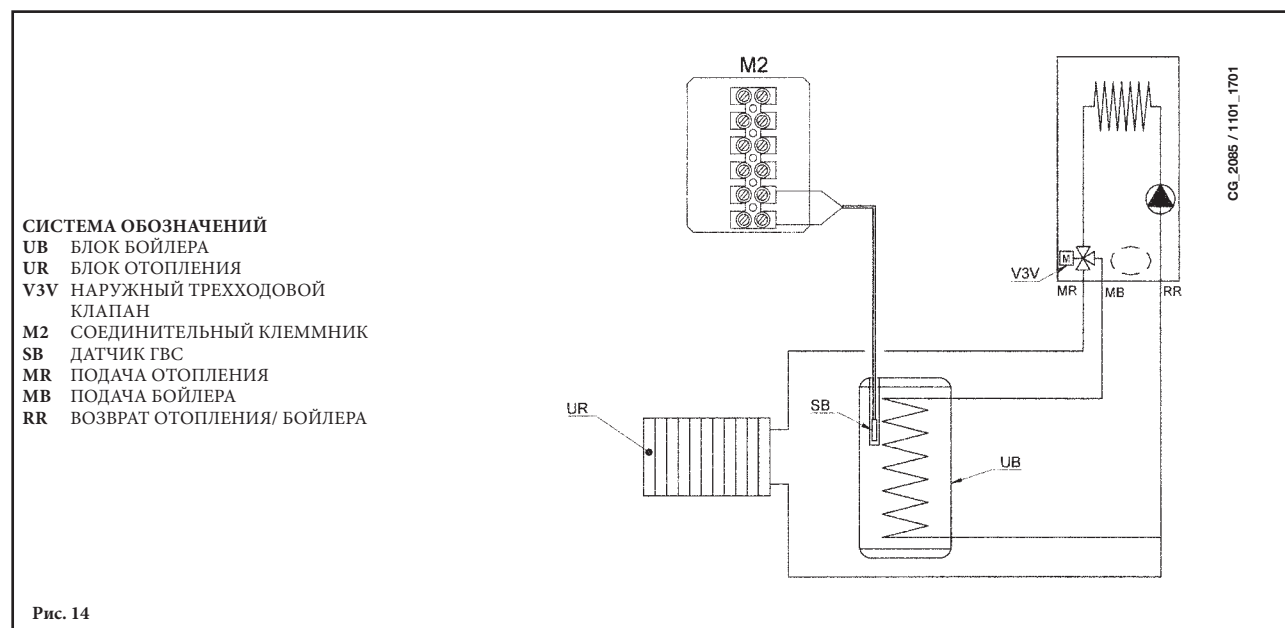 СИСТЕМА ОБОЗНАЧЕНИЙ
UB БЛОК БОЙЛЕРА
UR БЛОК ОТОПЛЕНИЯ
V3V НАРУЖНЫЙ ТРЕХХОДОВОЙ
КЛАПАН
M2 СОЕДИНИТЕЛЬНЫЙ КЛЕММНИК
SB ДАТЧИК ГВС
MR ПОДАЧА ОТОПЛЕНИЯ
MB ПОДАЧА БОЙЛЕРА
RR ВОЗВРАТ ОТОПЛЕНИЯ/ БОЙЛЕРА
Рис. 14
M2
UR
SB
UB
V3V
M
MR
MB
RR
CG_2085 / 1101_1701